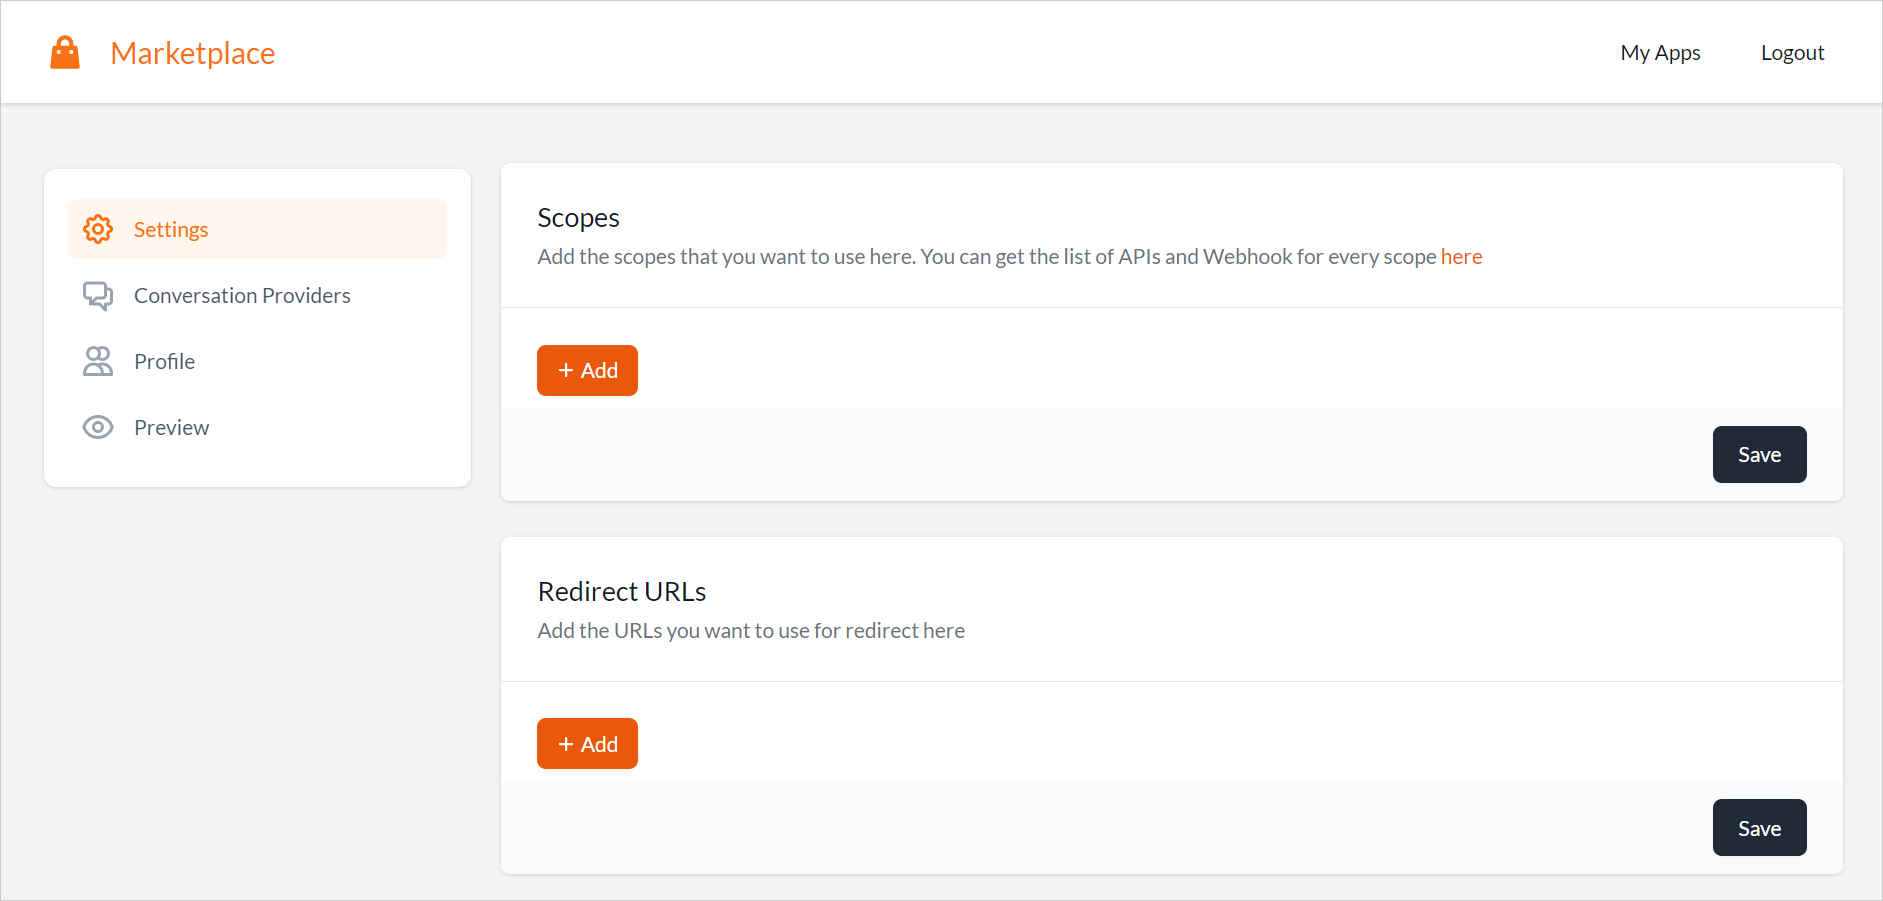 Marketplace
My Apps
Logout
Settings
Conversation Providers
Profile
Preview
Scopes
Add the scopes that you want to use here. You can get the list of APIs and Webhook for every scope here
+ Add
Save
Redirect URLs
Add the URLs you want to use for redirect here
+ Add
Save